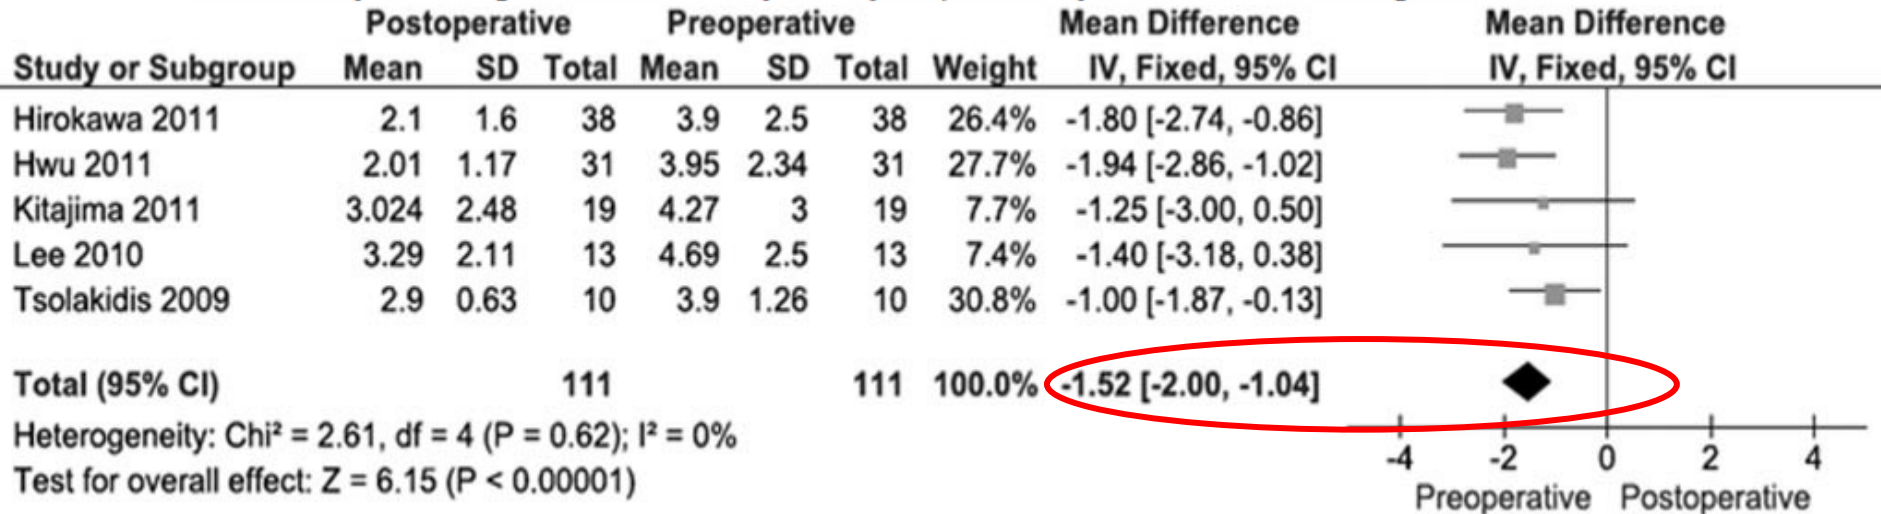 Postoperative Preoperative Mean Difference Mean Difference
Study or Subgroup Mean SD Total Mean SD Total Weight IV, Fixed, 95% CI IV, Fixed, 95% CI
Hirokawa 2011 2.1 1.6 38 3.9 2.5 38 26.4% -1.80 [-2.74, -0.86]
Hwu 2011 2.01 1.17 31 3.95 2.34 31 27.7% -1.94 [-2.86, -1.02]
Kitajima 2011 3.024 2.48 19 4.27 3 19 7.7% -1.25 [-3.00, 0.50]
Lee 2010 3.29 2.11 13 4.69 2.5 13 7.4% -1.40 [-3.18, 0.38]
Tsolakidis 2009 2.9 0.63 10 3.9 1.26 10 30.8% -1.00 [-1.87, -0.13]
Total (95% CI) 111 111 100.0% -1.52 [-2.00, -1.04]
Heterogeneity: Chi² = 2.61, df = 4 (P = 0.62); I² = 0%
Test for overall effect: Z = 6.15 (P < 0.00001)
-4 -2 0 2 4
Preoperative Postoperative